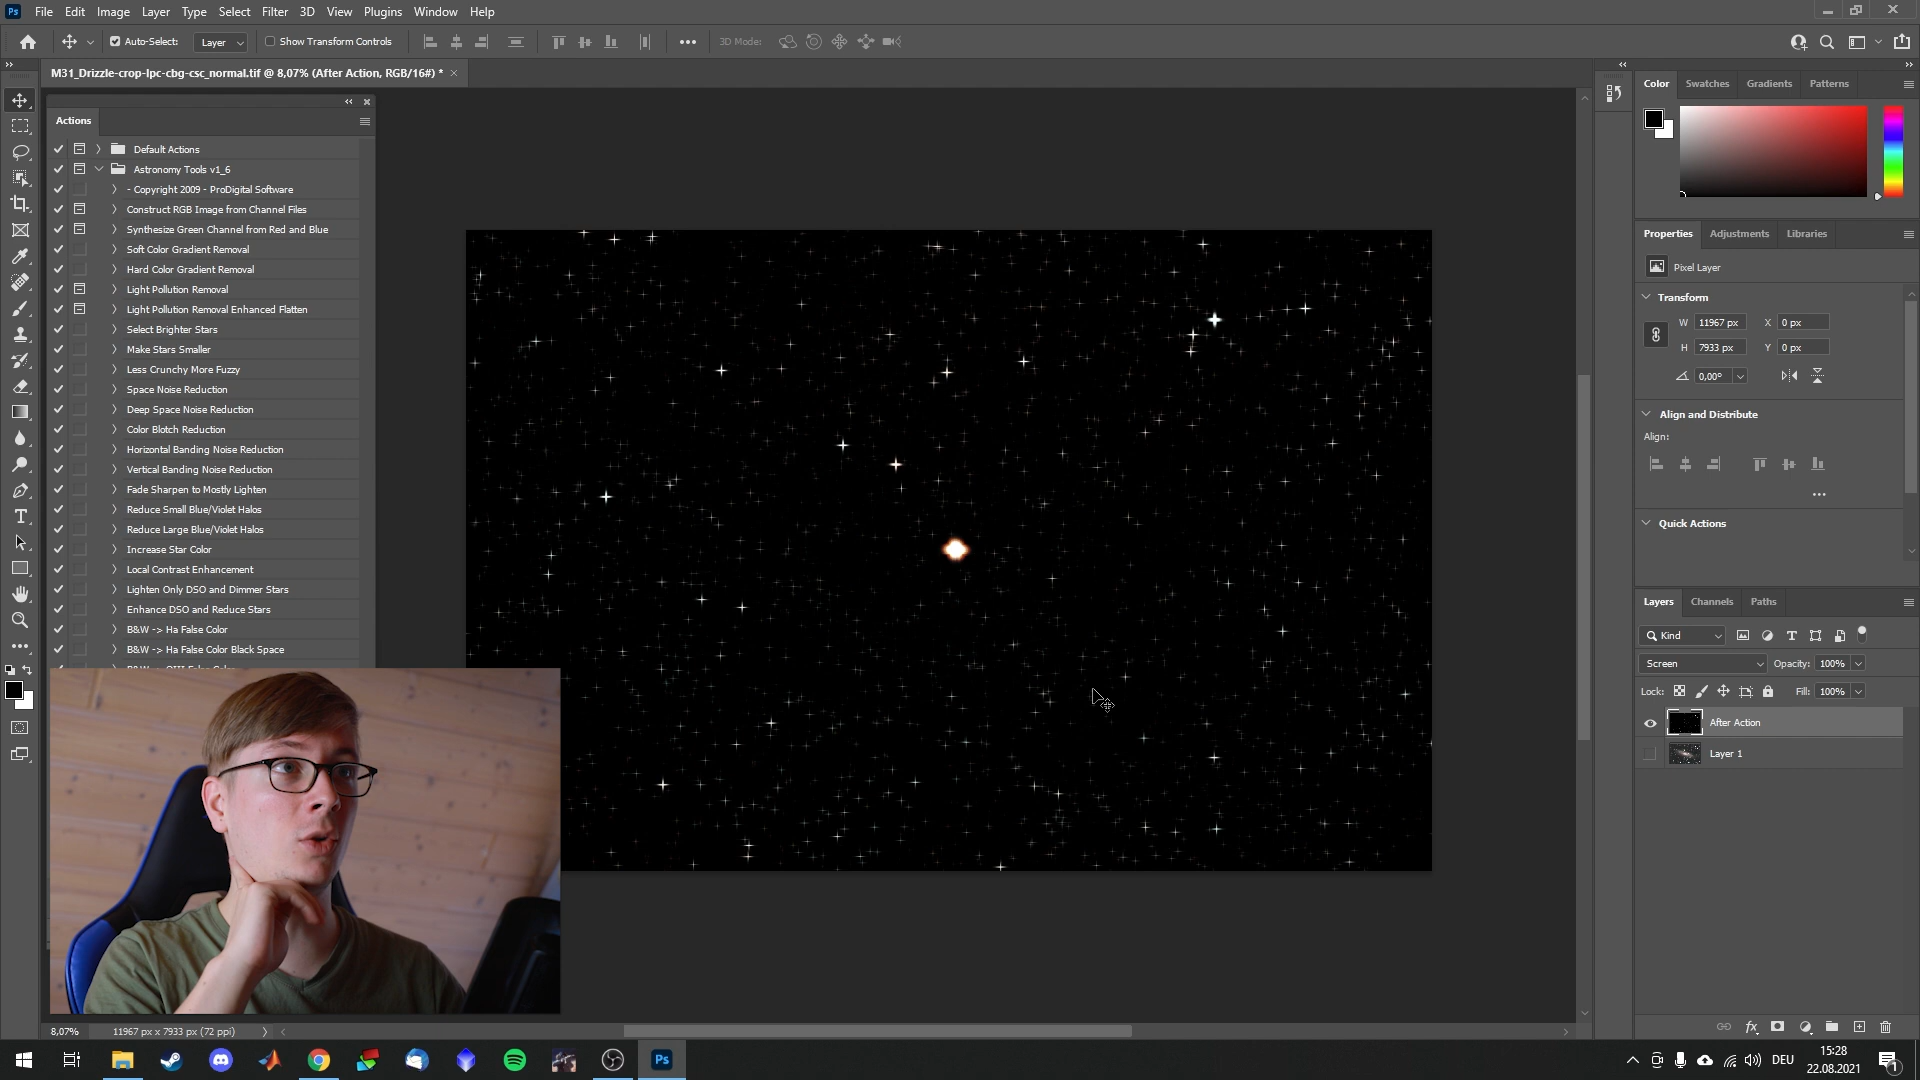 Ps File Edit Image Layer Type Select Filter 3D View Plugins Window Help
Auto-Select: Layer Show Transform Controls 3D Mode:
M31_Drizzle-crop-lpc-cbg-csc_normal.tif @ 8,07% (After Action, RGB/16#) *
Actions
Default Actions
Astronomy Tools v1_6
- Copyright 2009 - ProDigital Software
Construct RGB Image from Channel Files
Synthesize Green Channel from Red and Blue
Soft Color Gradient Removal
Hard Color Gradient Removal
Light Pollution Removal
Light Pollution Removal Enhanced Flatten
Select Brighter Stars
Make Stars Smaller
Less Crunchy More Fuzzy
Space Noise Reduction
Deep Space Noise Reduction
Color Blotch Reduction
Horizontal Banding Noise Reduction
Vertical Banding Noise Reduction
Fade Sharpen to Mostly Lighten
Reduce Small Blue/Violet Halos
Reduce Large Blue/Violet Halos
Increase Star Color
Local Contrast Enhancement
Lighten Only DSO and Dimmer Stars
Enhance DSO and Reduce Stars
B&W -> Ha False Color
B&W -> Ha False Color Black Space
8,07% 11967 px x 7933 px (72 ppi)
Color Swatches Gradients Patterns
Properties Adjustments Libraries
Pixel Layer
Transform
W 11967 px X 0 px
H 7933 px Y 0 px
0,00°
Align and Distribute
Align:
Quick Actions
Layers Channels Paths
Kind
Screen Opacity: 100%
Lock: Fill: 100%
After Action
Layer 1
Ps
DEU 15:28
22.08.2021
1